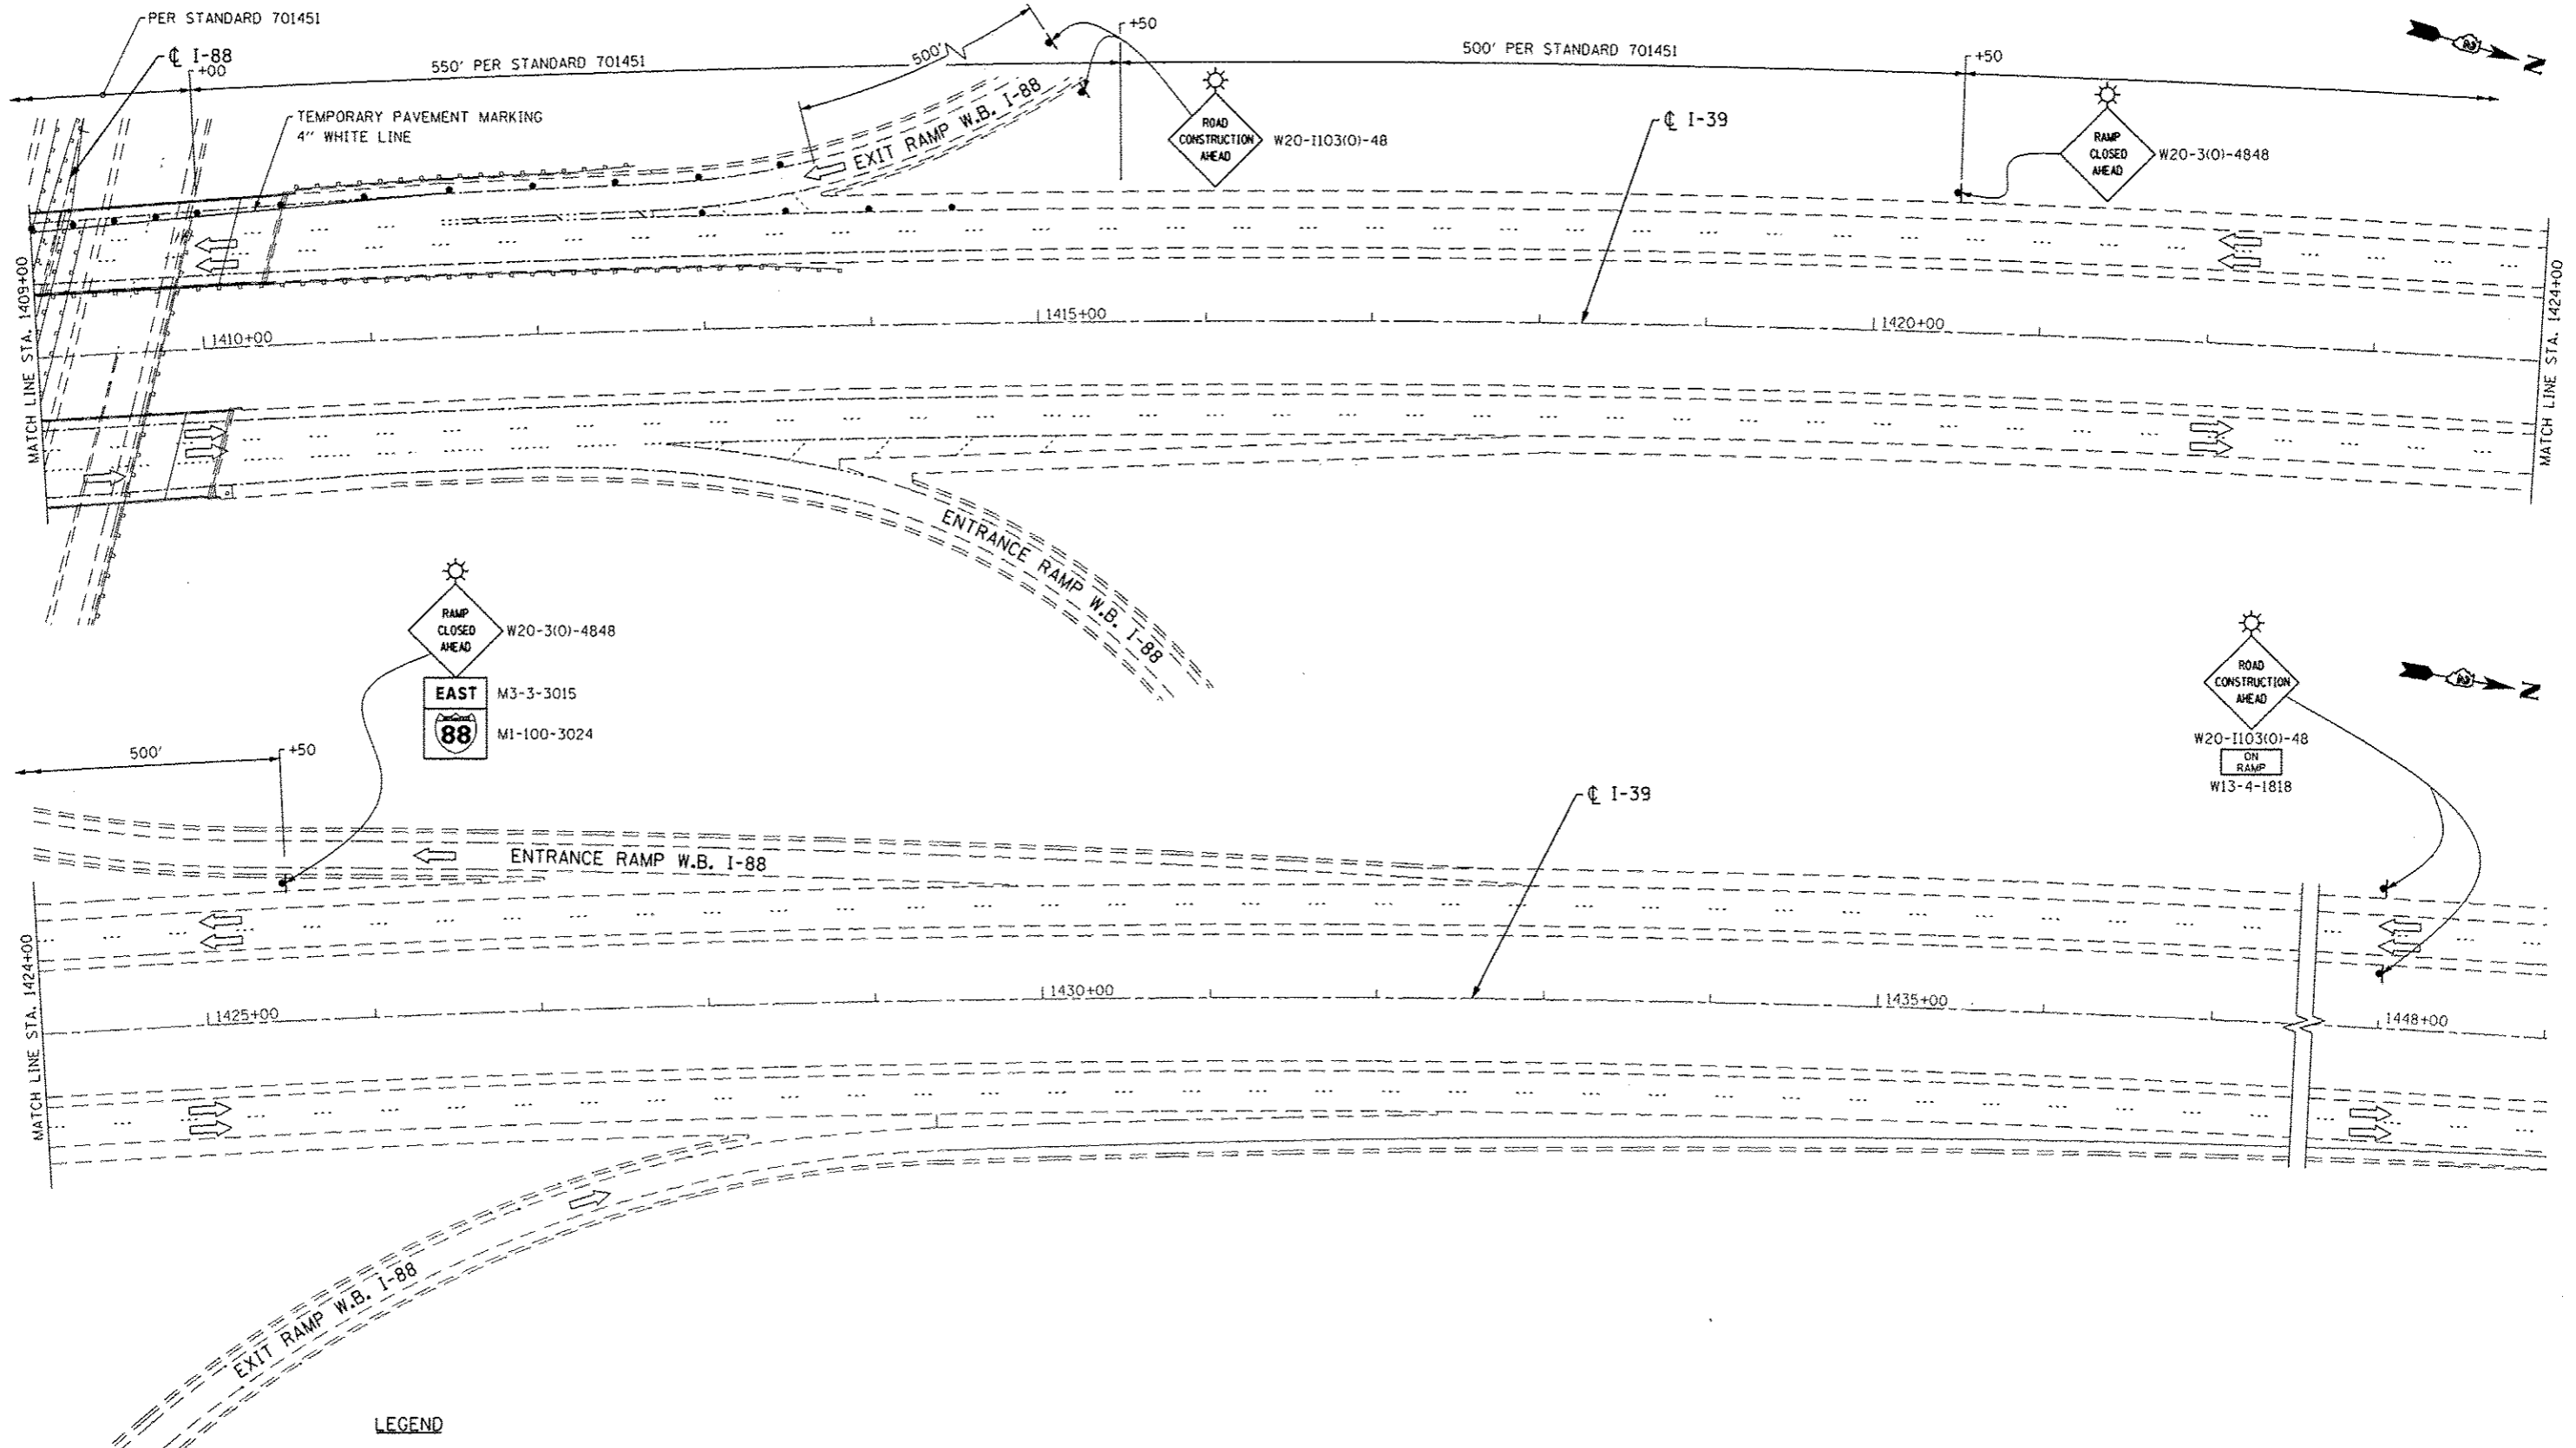 PER STANDARD 701451
℄ I-88
+00
550' PER STANDARD 701451
500'
+50
500' PER STANDARD 701451
+50
N
TEMPORARY PAVEMENT MARKING
4" WHITE LINE
EXIT RAMP W.B. I-88
ROAD
CONSTRUCTION
AHEAD
W20-I103(O)-48
℄ I-39
RAMP
CLOSED
AHEAD
W20-3(O)-4848
MATCH LINE STA. 1409+00
1410+00
1415+00
1420+00
MATCH LINE STA. 1424+00
ENTRANCE RAMP W.B. I-88
RAMP
CLOSED
AHEAD
W20-3(O)-4848
EAST
M3-3-3015
88
M1-100-3024
ROAD
CONSTRUCTION
AHEAD
W20-I103(O)-48
ON
RAMP
W13-4-1818
N
500'
+50
℄ I-39
ENTRANCE RAMP W.B. I-88
MATCH LINE STA. 1424+00
1425+00
1430+00
1435+00
1448+00
EXIT RAMP W.B. I-88
LEGEND